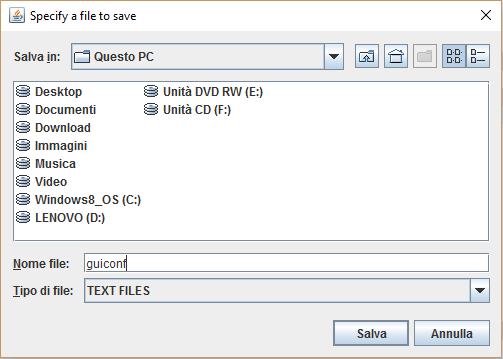 Specify a file to save
Salva in: Questo PC
Desktop
Documenti
Download
Immagini
Musica
Video
Windows8_OS (C:)
LENOVO (D:)
Unità DVD RW (E:)
Unità CD (F:)
Nome file: guiconf
Tipo di file: TEXT FILES
Salva Annulla